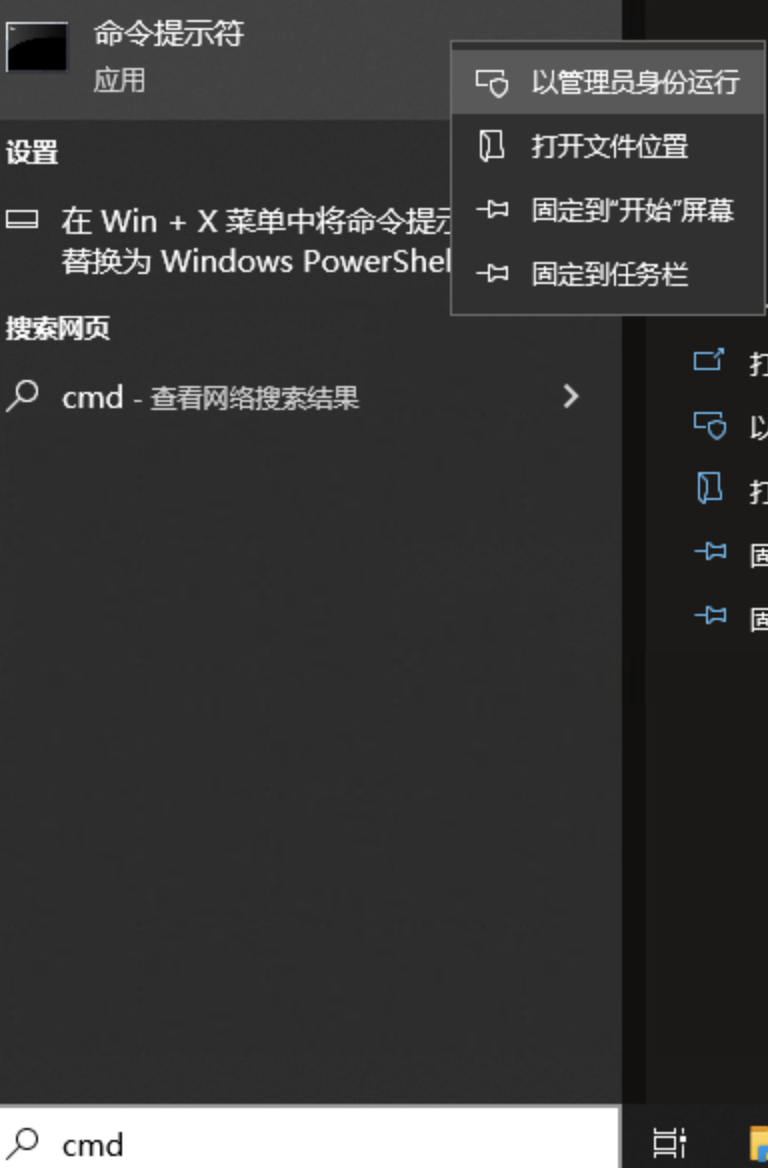 命令提示符
应用
以管理员身份运行
打开文件位置
固定到“开始”屏幕
固定到任务栏
设置
在 Win + X 菜单中将命令提示
替换为 Windows PowerShel
搜索网页
cmd - 查看网络搜索结果
打
以
打
固
固
cmd